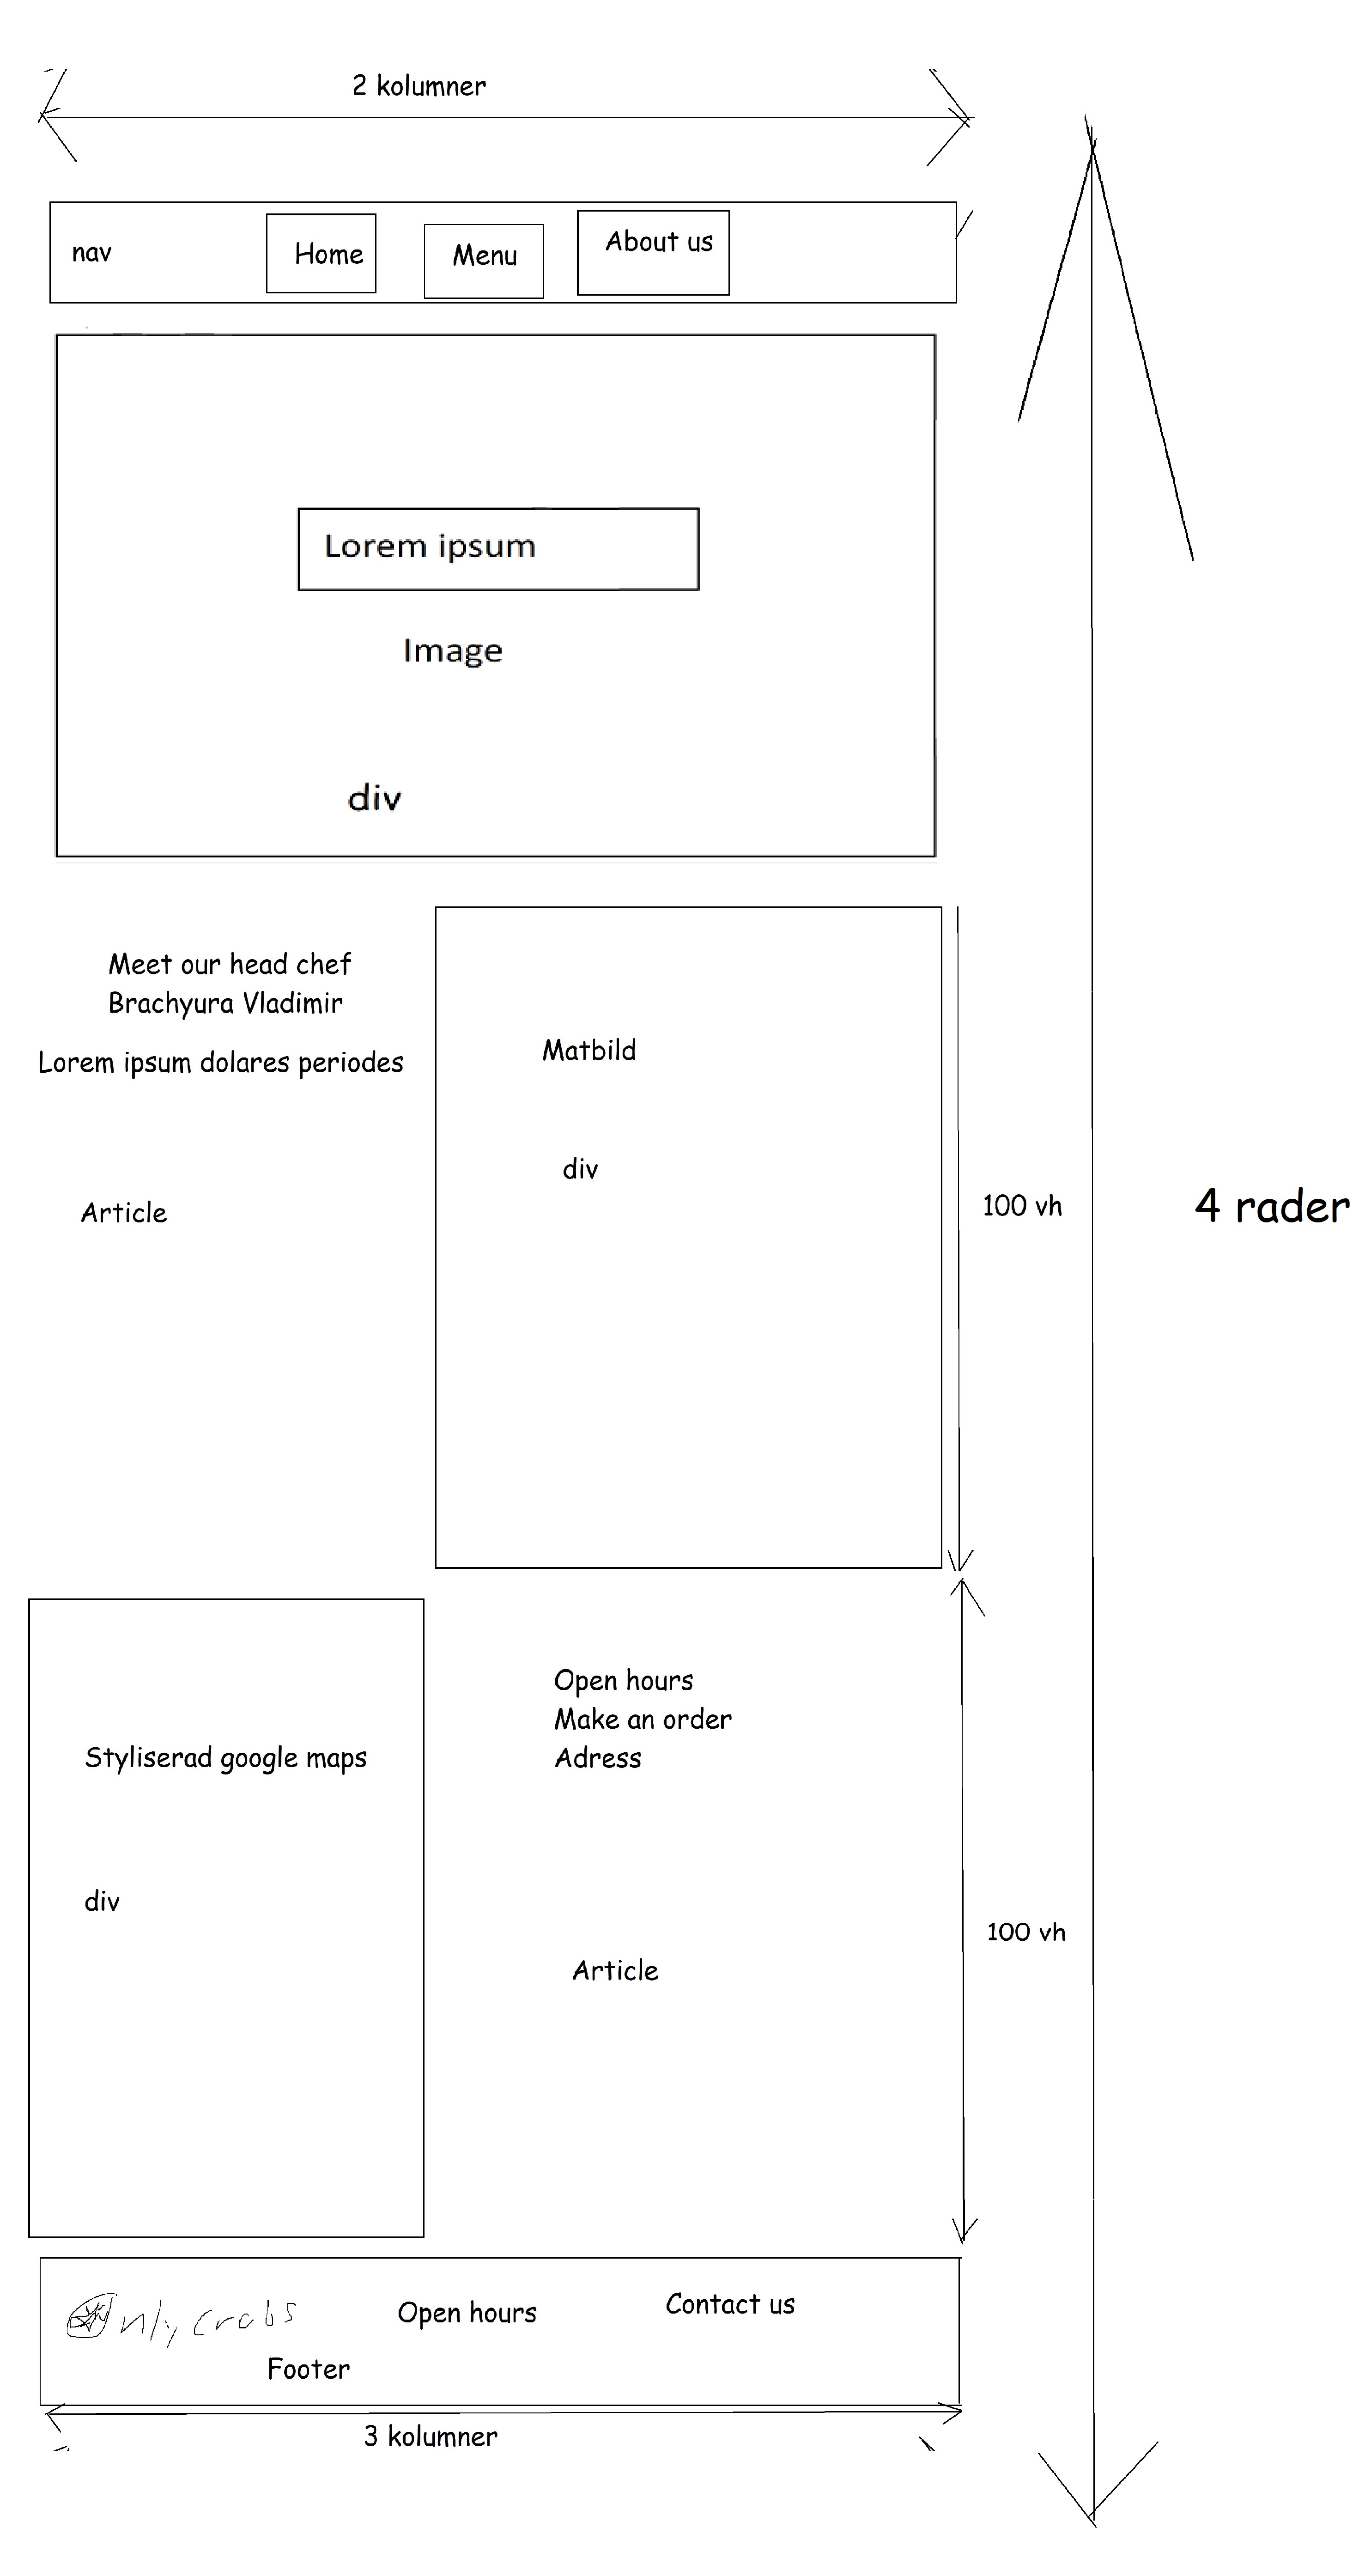 2 kolumner
nav
Home
Menu
About us
Lorem ipsum
Image
div
Meet our head chef
Brachyura Vladimir
Lorem ipsum dolares periodes
Article
Matbild
div
100 vh
4 rader
Styliserad google maps
div
Open hours
Make an order
Adress
Article
100 vh
Onlycrabs
Open hours
Contact us
Footer
3 kolumner